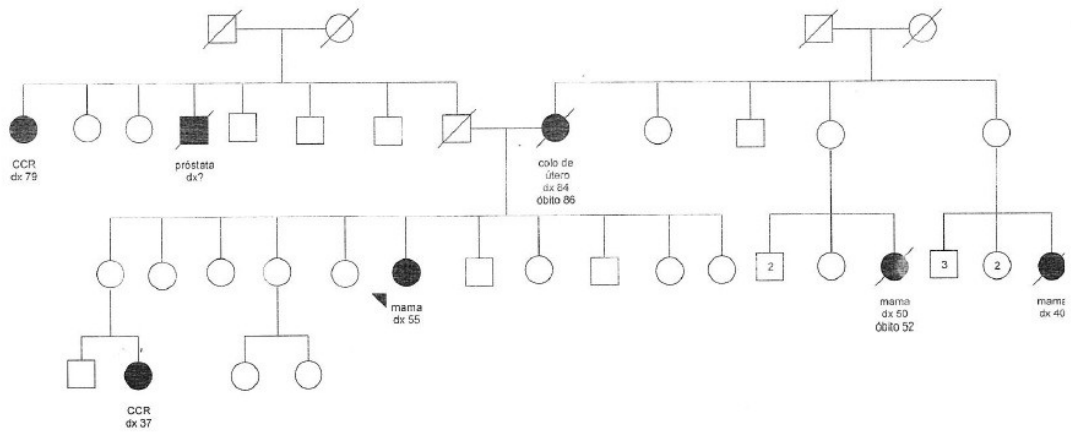 CCR
dx 79
próstata
dx?
colo de
útero
dx 84
óbito 86
2
3
2
mama
dx 55
mama
dx 50
óbito 52
mama
dx 40
CCR
dx 37